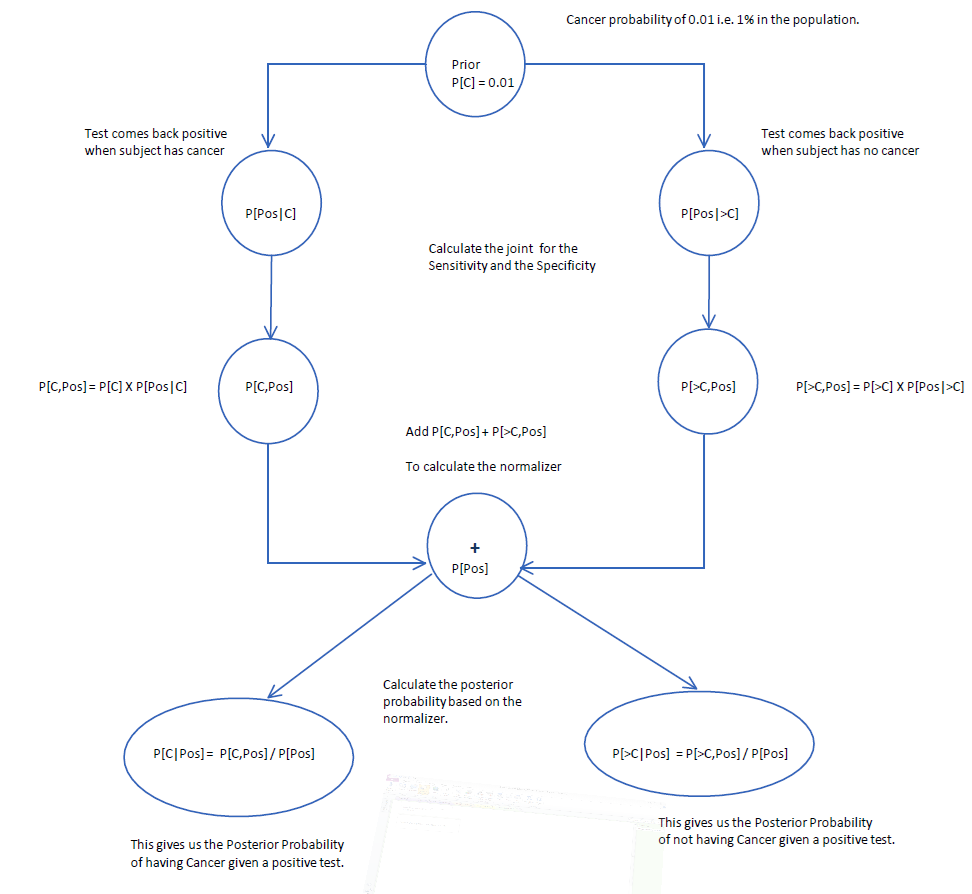 Cancer probability of 0.01 i.e. 1% in the population.
Prior
P[C] = 0.01
Test comes back positive
when subject has cancer
Test comes back positive
when subject has no cancer
P[Pos|C]
P[Pos|>C]
Calculate the joint for the
Sensitivity and the Specificity
P[C,Pos] = P[C] X P[Pos|C]
P[C,Pos]
P[>C,Pos]
P[>C,Pos] = P[>C] X P[Pos|>C]
Add P[C,Pos] + P[>C,Pos]
To calculate the normalizer
+
P[Pos]
Calculate the posterior
probability based on the
normalizer.
P[C|Pos] = P[C,Pos] / P[Pos]
P[>C|Pos] = P[>C,Pos] / P[Pos]
This gives us the Posterior Probability
of having Cancer given a positive test.
This gives us the Posterior Probability
of not having Cancer given a positive test.